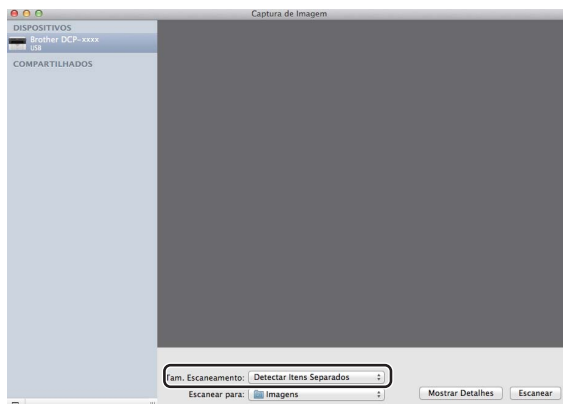 Captura de Imagem
DISPOSITIVOS
Brother DCP-xxxx
USB
COMPARTILHADOS
Tam. Escaneamento: Detectar Itens Separados
Escanear para: Imagens
Mostrar Detalhes Escanear